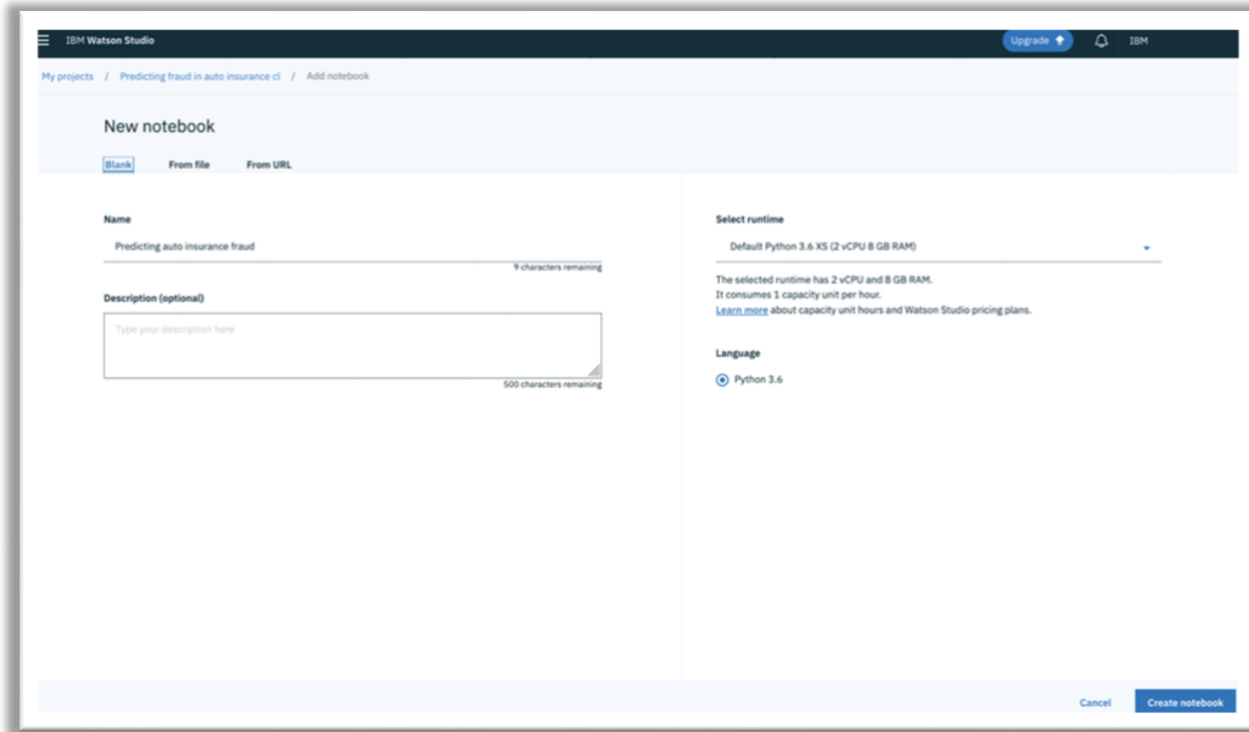 IBM Watson Studio
Upgrade
IBM
My projects / Predicting fraud in auto insurance cl / Add notebook
New notebook
Blank
From file
From URL
Name
Predicting auto insurance fraud
9 characters remaining
Description (optional)
Type your description here
500 characters remaining
Select runtime
Default Python 3.6 XS (2 vCPU 8 GB RAM)
The selected runtime has 2 vCPU and 8 GB RAM.
It consumes 1 capacity unit per hour.
Learn more about capacity unit hours and Watson Studio pricing plans.
Language
Python 3.6
Cancel
Create notebook